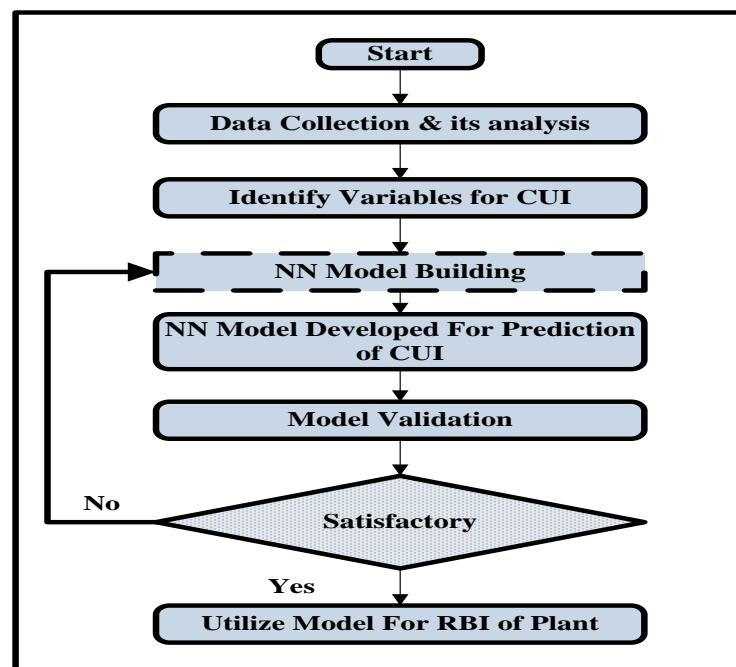 Start
Data Collection & its analysis
Identify Variables for CUI
NN Model Building
NN Model Developed For Prediction
of CUI
Model Validation
Satisfactory
No
Yes
Utilize Model For RBI of Plant